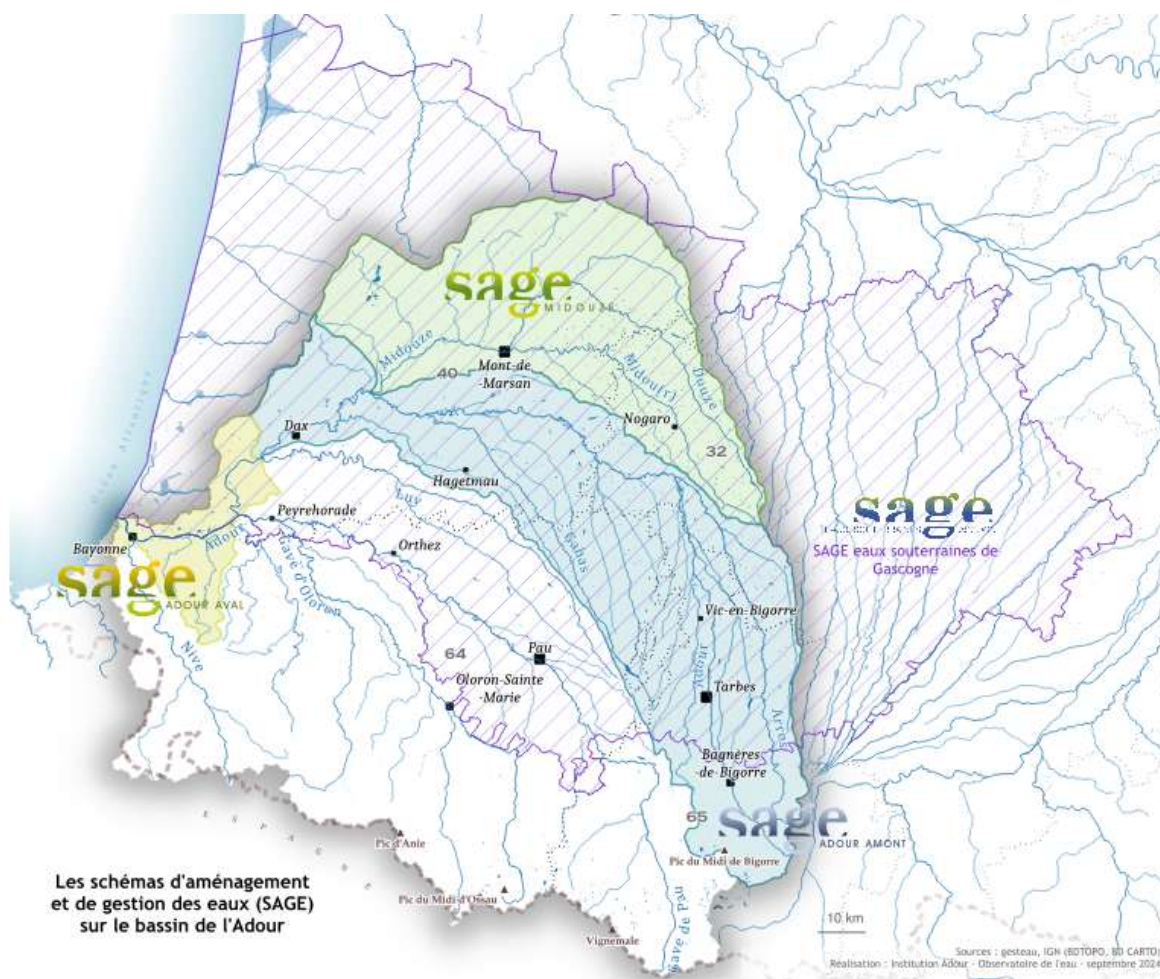 Océan Atlantique
sage
MIDOUZE
Midouze
Mont-de
-Marsan
40
Midou(r)
Douze
Nogaro
32
Dax
Hagetmau
Luy
Gabas
Peyrehorade
Adour
Bayonne
sage
ADOUR AVAL
Gave d'Oloron
Orthez
Nive
sage
SAGE eaux souterraines de
Gascogne
Vic-en-Bigorre
Adour
64
Pau
Oloron-Sainte
-Marie
Tarbes
Arros
Bagnères
-de-Bigorre
65
sage
ADOUR AMONT
Pic du Midi de Bigorre
ESPAGNE
Pic d'Anie
Pic du Midi d'Ossau
Vignemale
Gave de Pau
Les schémas d'aménagement
et de gestion des eaux (SAGE)
sur le bassin de l'Adour
10 km
Sources : gesteau, IGN (BDTOPO, BD CARTO)
Réalisation : Institution Adour - Observatoire de l'eau - septembre 2024